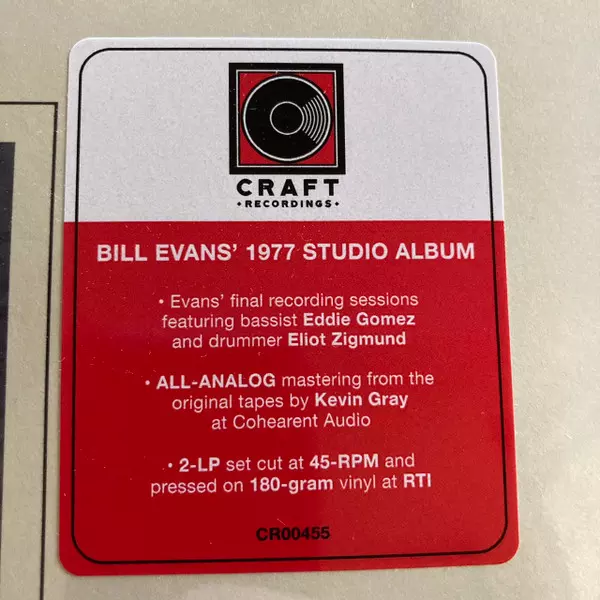 CRAFT
• RECORDINGS •
BILL EVANS' 1977 STUDIO ALBUM
• Evans' final recording sessions
featuring bassist Eddie Gomez
and drummer Eliot Zigmund
• ALL-ANALOG mastering from the
original tapes by Kevin Gray
at Cohearent Audio
• 2-LP set cut at 45-RPM and
pressed on 180-gram vinyl at RTI
CR00455